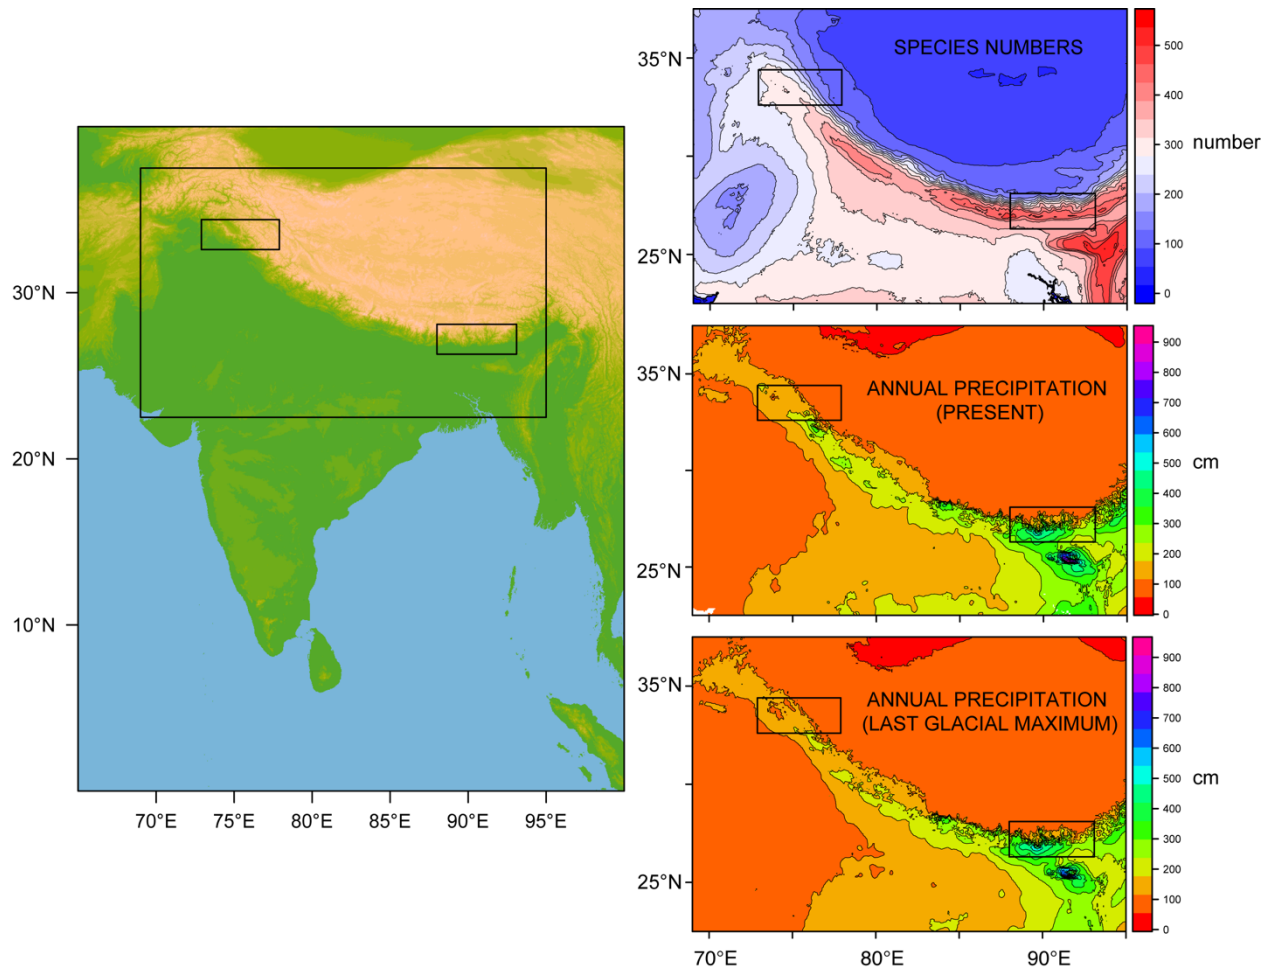 30°N
20°N
10°N
70°E 75°E 80°E 85°E 90°E 95°E
SPECIES NUMBERS
35°N
25°N
500
400
300
200
100
0
number
ANNUAL PRECIPITATION
(PRESENT)
35°N
25°N
900
800
700
600
500
400
300
200
100
0
cm
ANNUAL PRECIPITATION
(LAST GLACIAL MAXIMUM)
35°N
25°N
70°E 80°E 90°E
900
800
700
600
500
400
300
200
100
0
cm